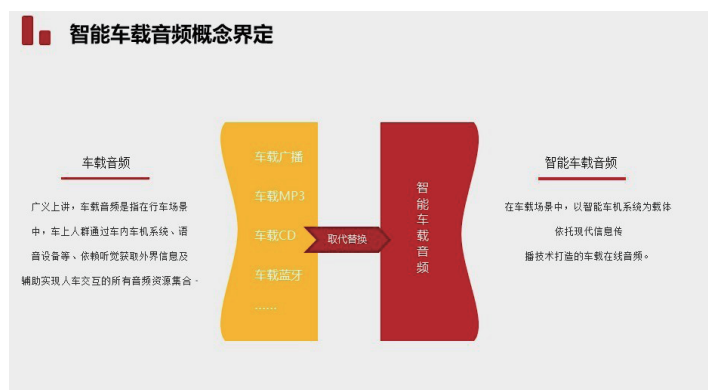 智能车载音频概念界定
车载音频
广义上讲，车载音频是指在行车场景
中，车上人群通过车内车机系统、语
音设备等、依赖听觉获取外界信息及
辅助实现人车交互的所有音频资源集合。
车载广播
车载MP3
车载CD
车载蓝牙
……
取代替换
智能车载音频
智能车载音频
在车载场景中，以智能车机系统为载体
依托现代信息传
播技术打造的车载在线音频。